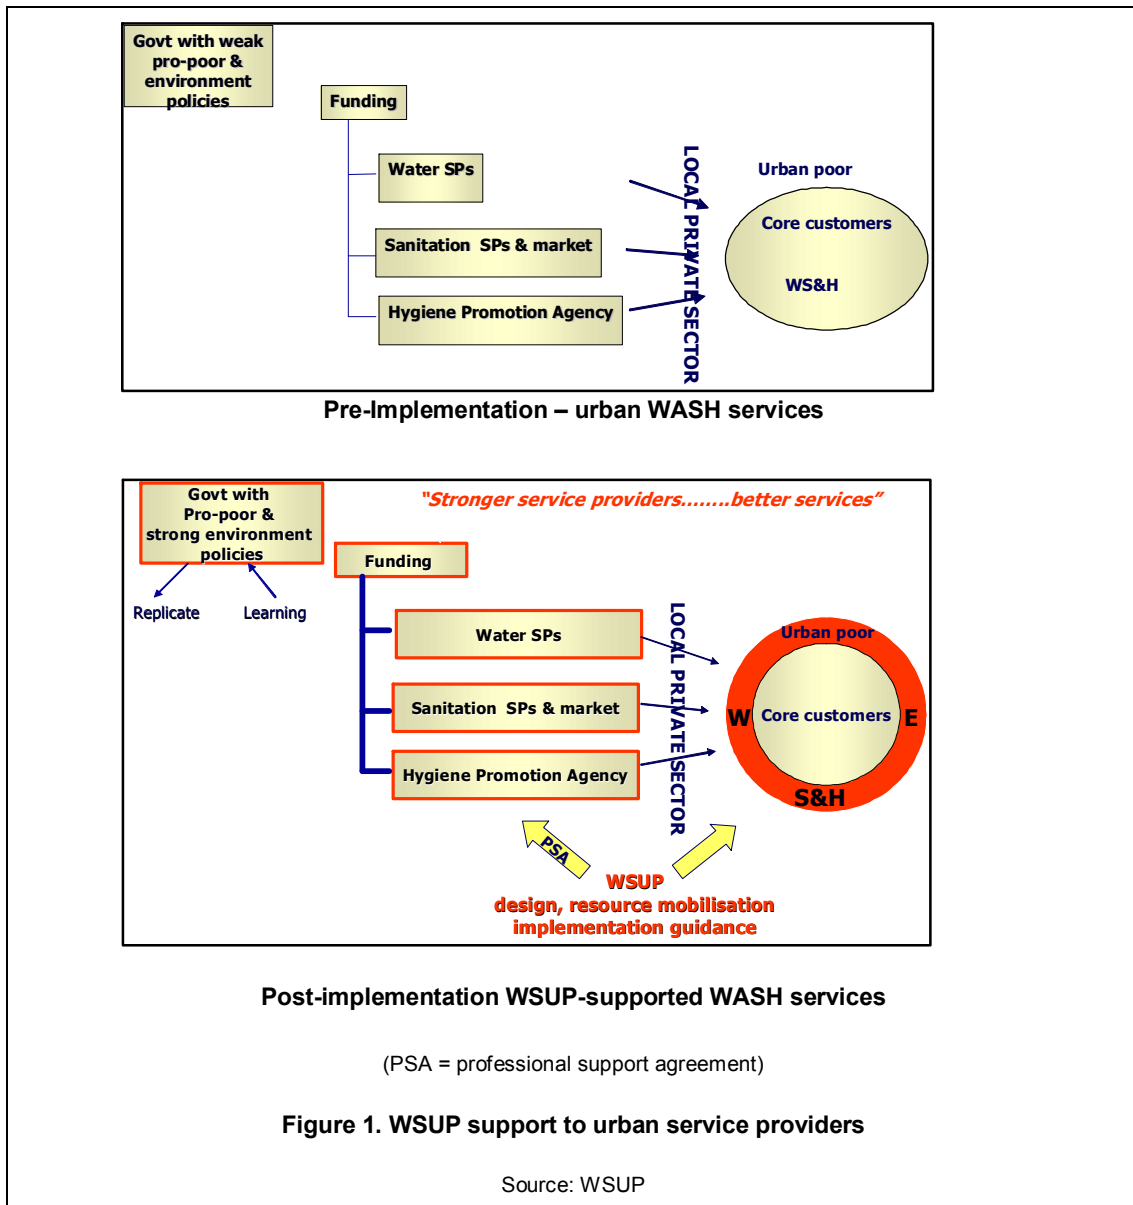 Govt with weak
pro-poor &
environment
policies
Funding
Water SPs
Sanitation  SPs & market
Hygiene Promotion Agency
LOCAL PRIVATE SECTOR
Urban poor
Core customers
WS&H
Pre-Implementation – urban WASH services
Govt with
Pro-poor &
strong environment
policies
"Stronger service providers........better services”
Funding
Replicate
Learning
Water SPs
Sanitation  SPs & market
Hygiene Promotion Agency
LOCAL PRIVATE SECTOR
Urban poor
W
Core customers
E
S&H
PSA
WSUP
design, resource mobilisation
implementation guidance
Post-implementation WSUP-supported WASH services
(PSA = professional support agreement)
Figure 1. WSUP support to urban service providers
Source: WSUP